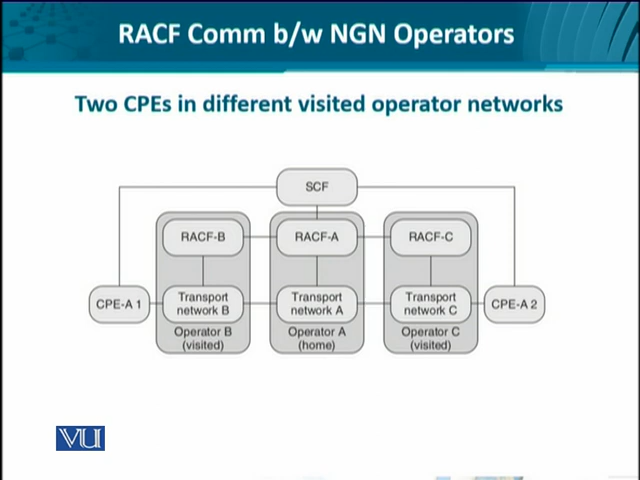 RACF Comm b/w NGN Operators
Two CPEs in different visited operator networks
SCF
RACF-B
RACF-A
RACF-C
CPE-A 1
Transport
network B
Transport
network A
Transport
network C
CPE-A 2
Operator B
(visited)
Operator A
(home)
Operator C
(visited)
VU